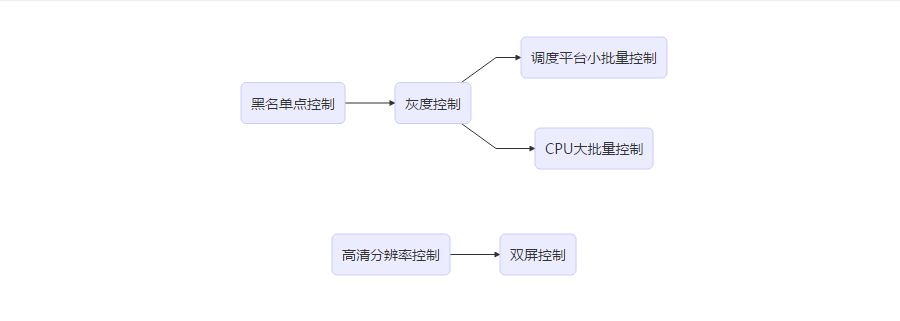 调度平台小批量控制
黑名单点控制
灰度控制
CPU大批量控制
高清分辨率控制
双屏控制